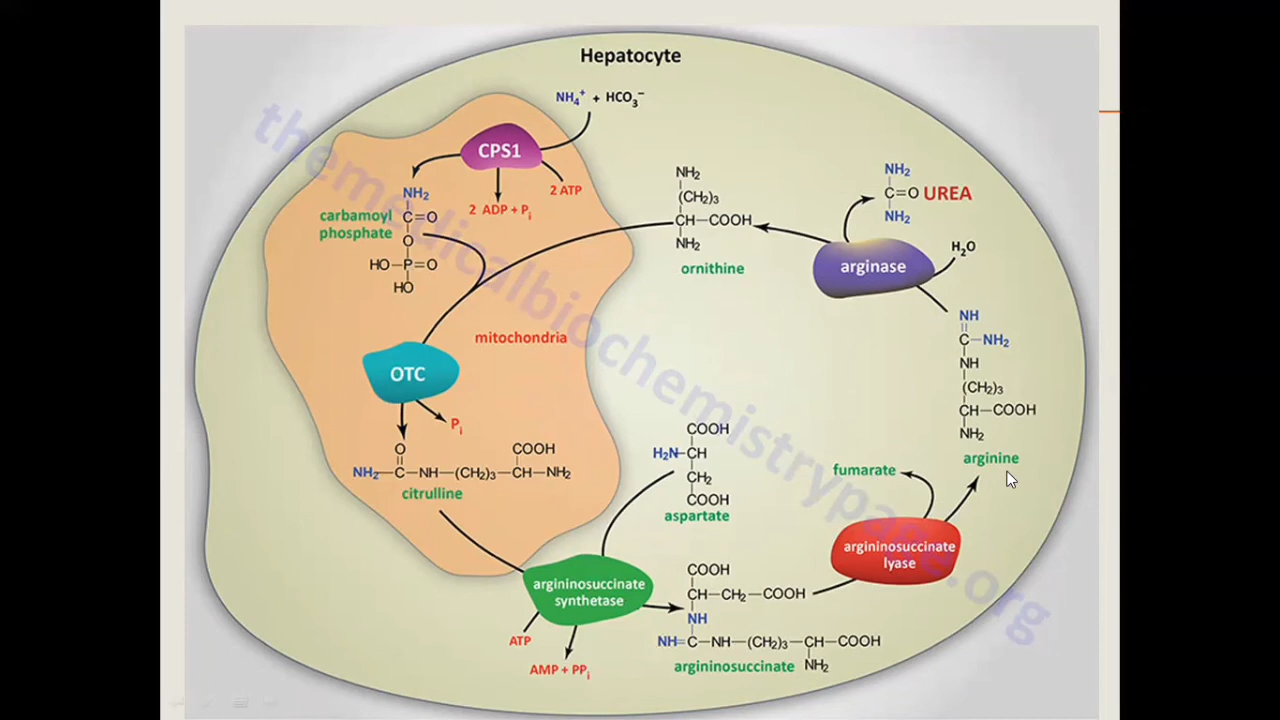 Hepatocyte
NH₄⁺ + HCO₃⁻
CPS1
2 ATP
2 ADP + Pᵢ
NH₂
C=O
O
HO—P=O
HO
carbamoyl
phosphate
NH₂
(CH₂)₃
CH—COOH
NH₂
ornithine
NH₂
C=O
NH₂
UREA
arginase
H₂O
NH
C—NH₂
NH
(CH₂)₃
CH—COOH
NH₂
arginine
mitochondria
OTC
Pᵢ
O
COOH
NH₂—C—NH—(CH₂)₃—CH—NH₂
citrulline
COOH
H₂N—CH
CH₂
COOH
aspartate
fumarate
argininosuccinate
lyase
argininosuccinate
synthetase
ATP
AMP + PPᵢ
COOH
CH—CH₂—COOH
NH
NH=C—NH—(CH₂)₃—CH—COOH
NH₂
argininosuccinate
themedicalbiochemistrypage.org